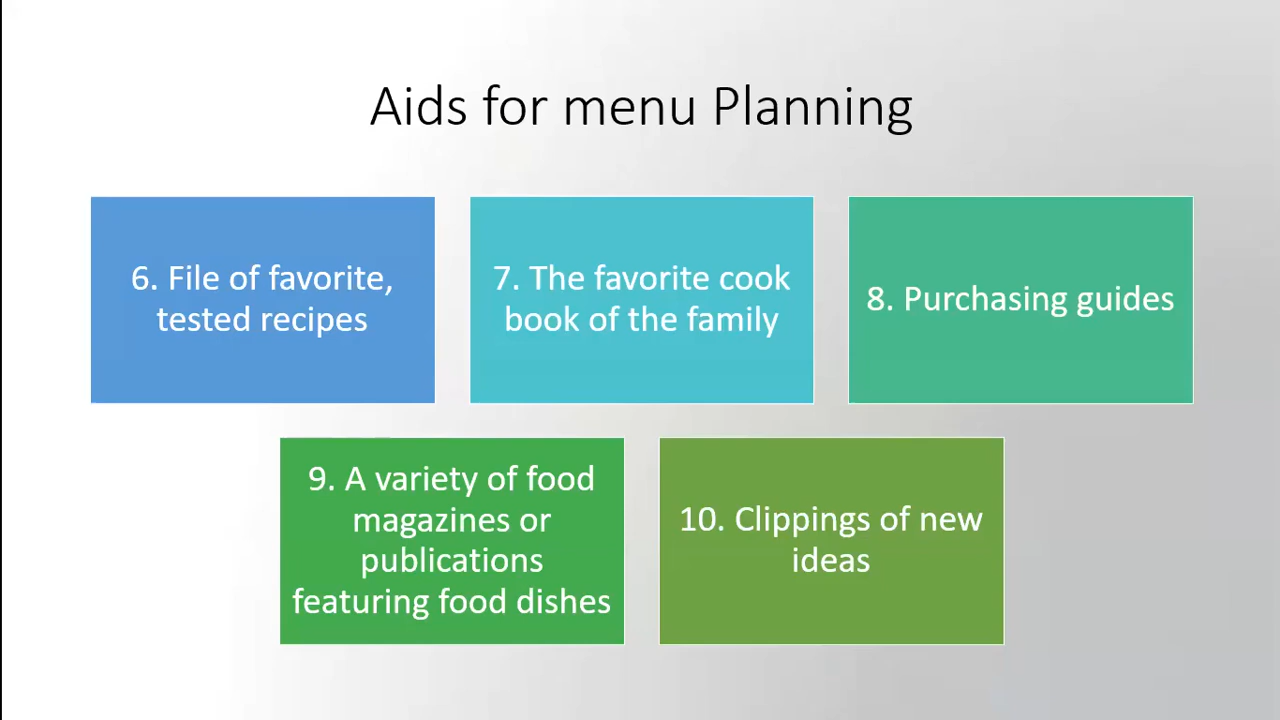 Aids for menu Planning
6. File of favorite,
tested recipes
7. The favorite cook
book of the family
8. Purchasing guides
9. A variety of food
magazines or
publications
featuring food dishes
10. Clippings of new
ideas